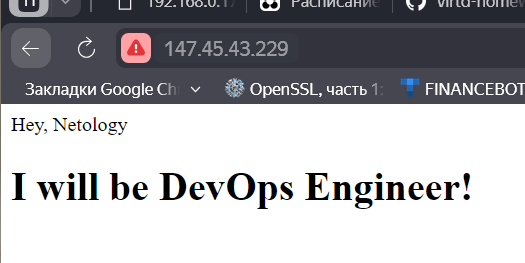 192.168.0.1
Расписание
virtd-home
147.45.43.229
Закладки Google Ch
OpenSSL, часть 1:
FINANCEBOT
Hey, Netology
I will be DevOps Engineer!